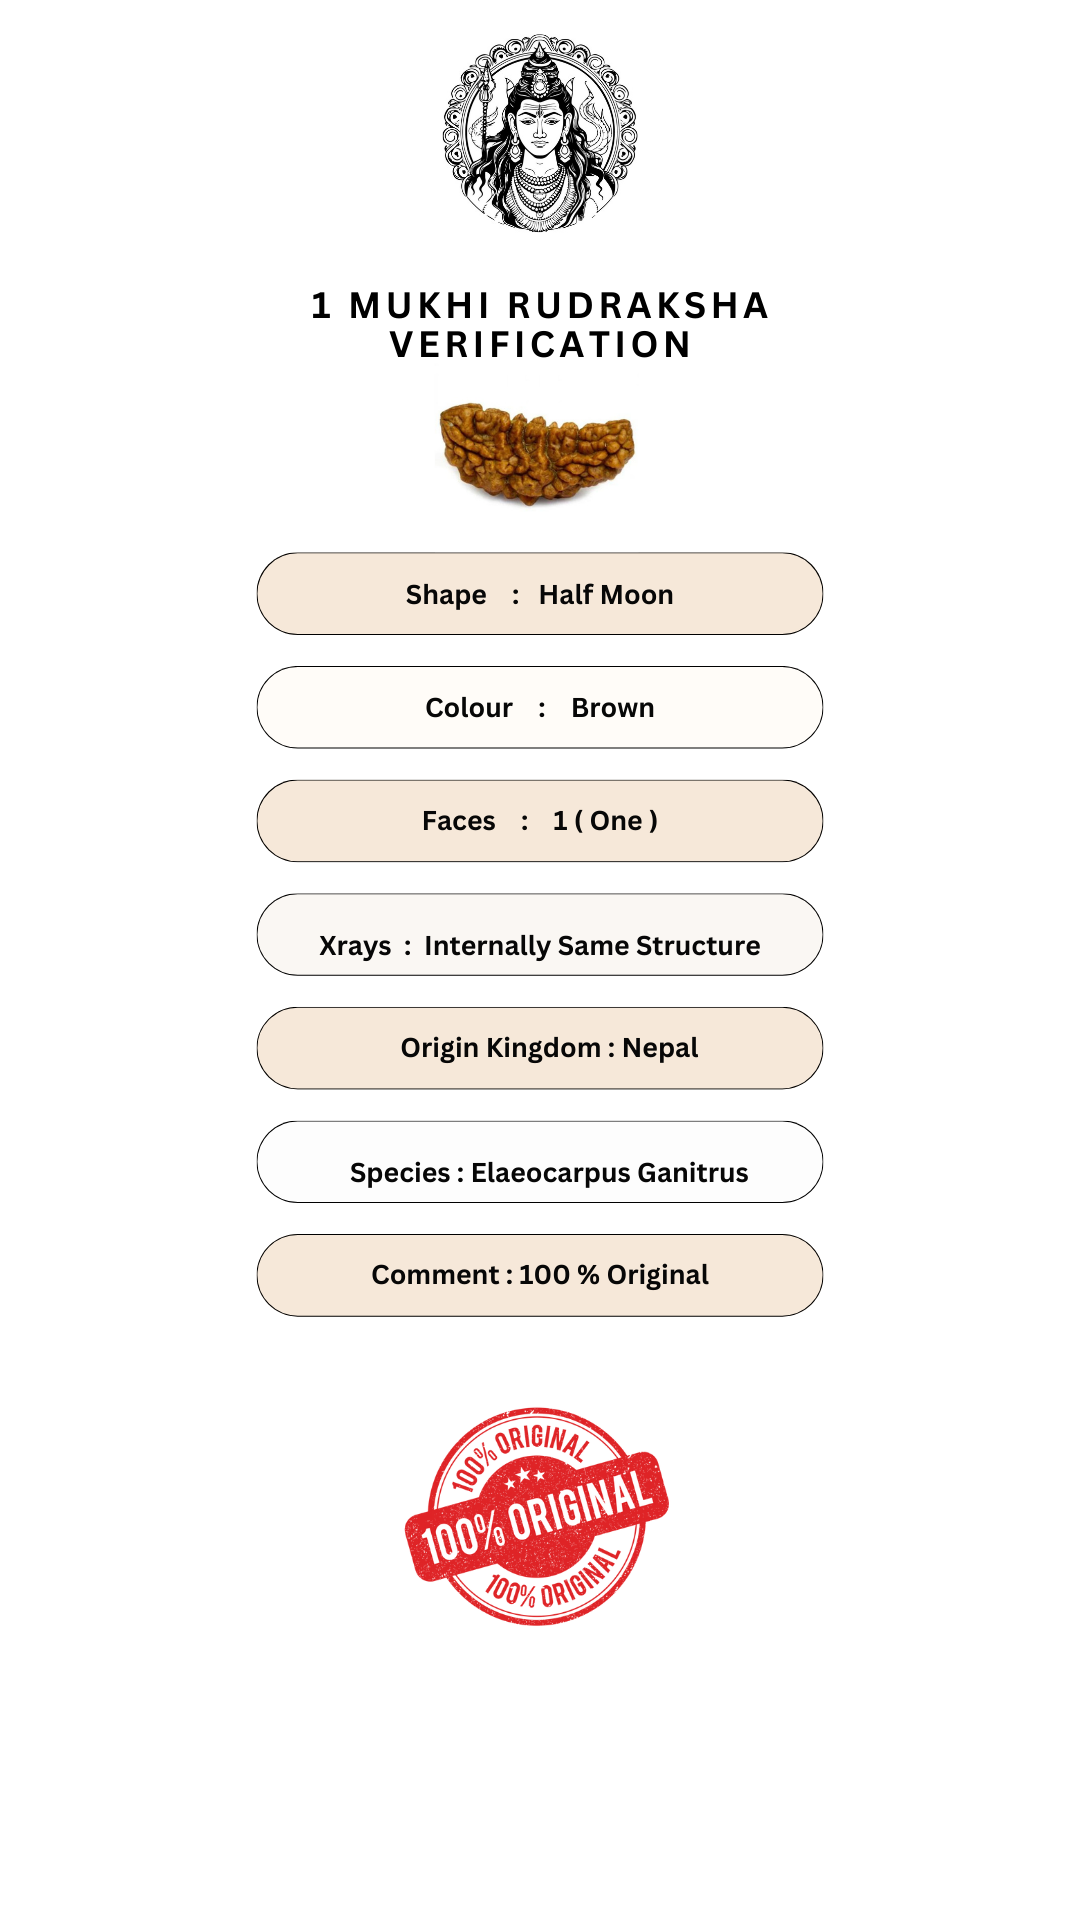 1 MUKHI RUDRAKSHA
VERIFICATION
Shape : Half Moon
Colour : Brown
Faces : 1 ( One )
Xrays : Internally Same Structure
Origin Kingdom : Nepal
Species : Elaeocarpus Ganitrus
Comment : 100 % Original
100% ORIGINAL
100% ORIGINAL
100% ORIGINAL